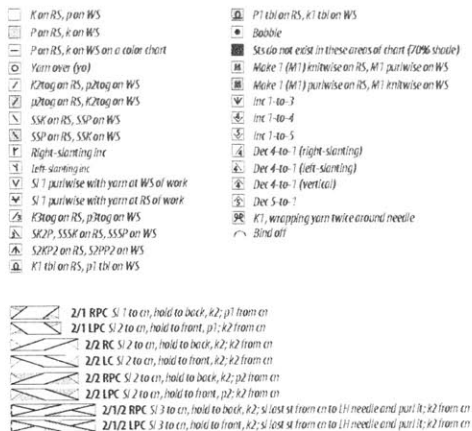 K on RS, p on WS
P on RS, k on WS
P on RS, k on WS on a color chart
Yarn over (yo)
K2tog on RS, p2tog on WS
p2tog on RS, K2tog on WS
SSK on RS, SSP on WS
SSP on RS, SSK on WS
Right-slanting inc
Left-slanting inc
Sl 1 purlwise with yarn at WS of work
Sl 1 purlwise with yarn at RS of work
K3tog on RS, p3tog on WS
SK2P, SSSK on RS, SSSP on WS
S2KP2 on RS, S2PP2 on WS
K1 tbl on RS, p1 tbl on WS
P1 tbl on RS, k1 tbl on WS
Bobble
Sts do not exist in these areas of chart (70% shade)
Make 1 (M1) knitwise on RS, M1 purlwise on WS
Make 1 (M1) purlwise on RS, M1 knitwise on WS
Inc 1-to-3
Inc 1-to-4
Inc 1-to-5
Dec 4-to-1 (right-slanting)
Dec 4-to-1 (left-slanting)
Dec 4-to-1 (vertical)
Dec 5-to-1
K1, wrapping yarn twice around needle
Bind off
2/1 RPC Sl 1 to cn, hold to back, k2; p1 from cn
2/1 LPC Sl 2 to cn, hold to front, p1; k2 from cn
2/2 RC Sl 2 to cn, hold to back, k2; k2 from cn
2/2 LC Sl 2 to cn, hold to front, k2; k2 from cn
2/2 RPC Sl 2 to cn, hold to back, k2; p2 from cn
2/2 LPC Sl 2 to cn, hold to front, p2; k2 from cn
2/1/2 RPC Sl 3 to cn, hold to back, k2; sl last st from cn to LH needle and purl it; k2 from cn
2/1/2 LPC Sl 3 to cn, hold to front, k2; sl last st from cn to LH needle and purl it; k2 from cn